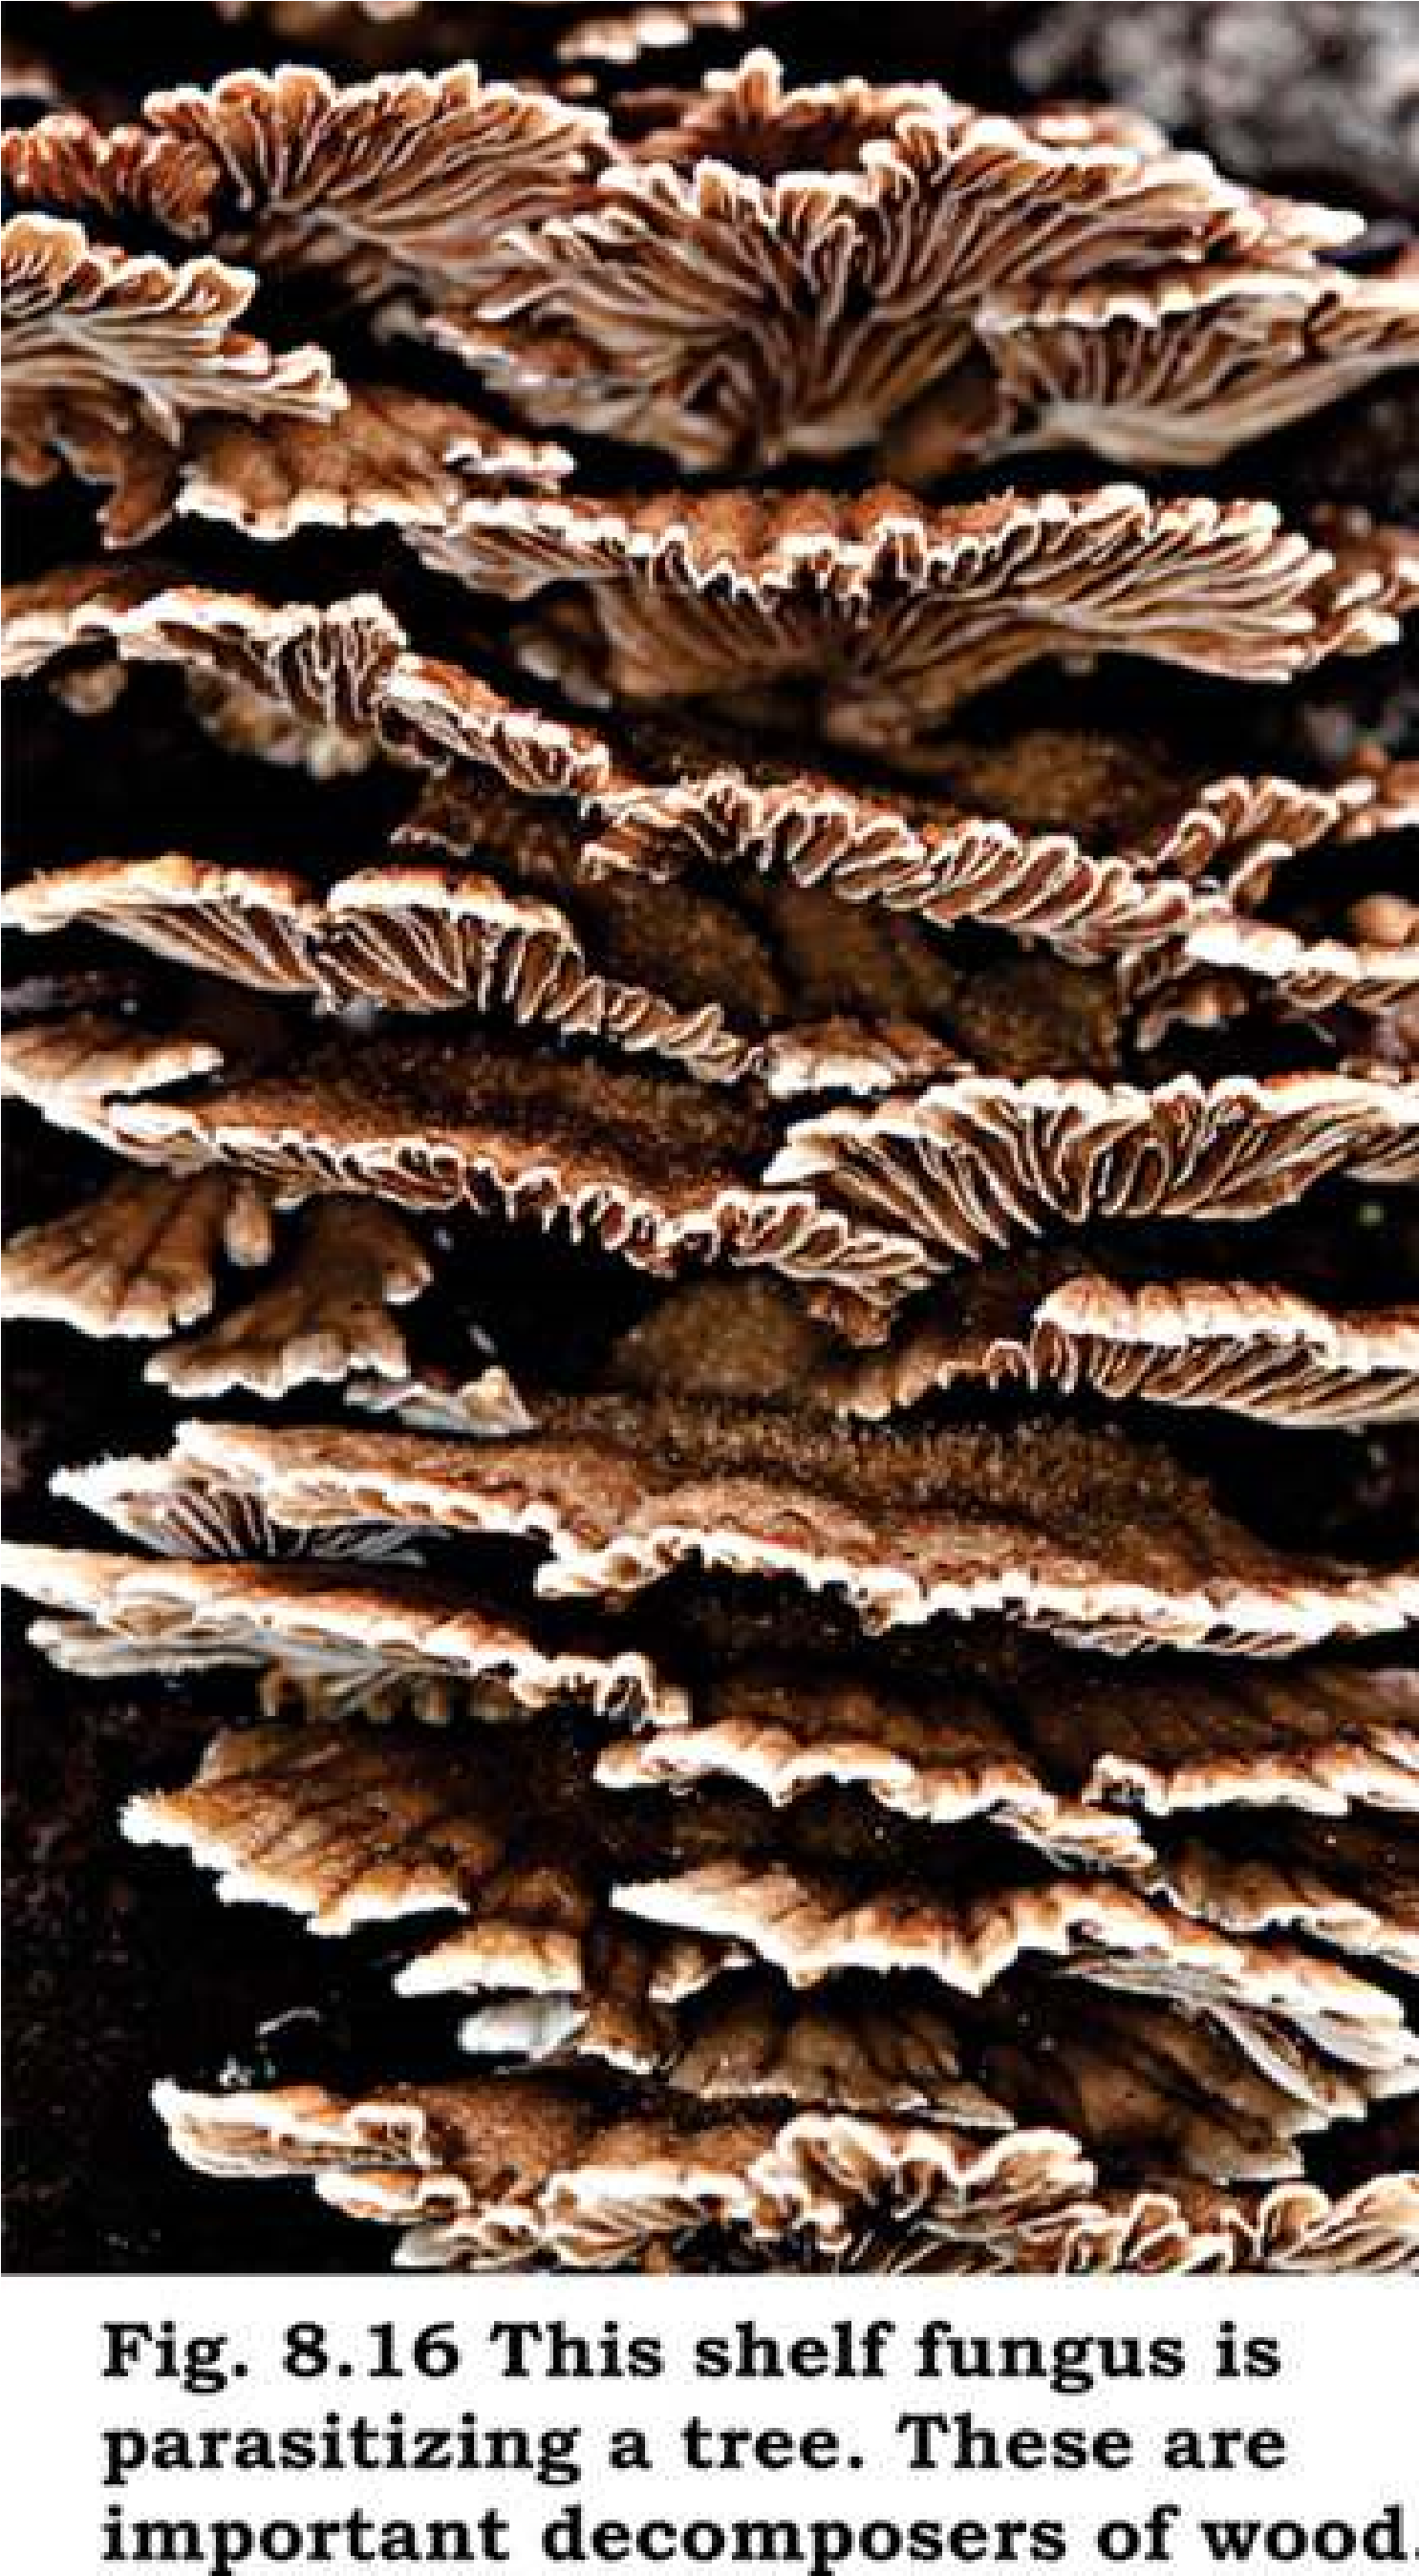 Fig. 8.16 This shelf fungus is
parasitizing a tree. These are
important decomposers of wood.